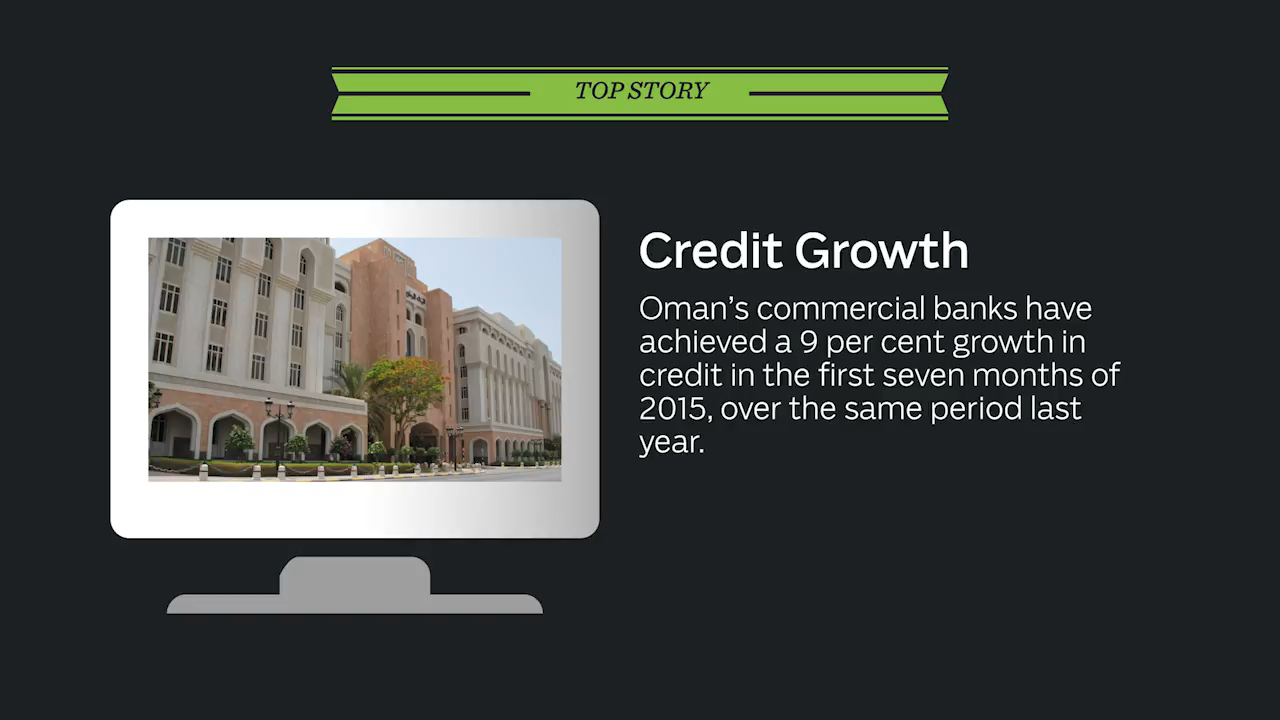 TOP STORY
Credit Growth
Oman’s commercial banks have
achieved a 9 per cent growth in
credit in the first seven months of
2015, over the same period last
year.